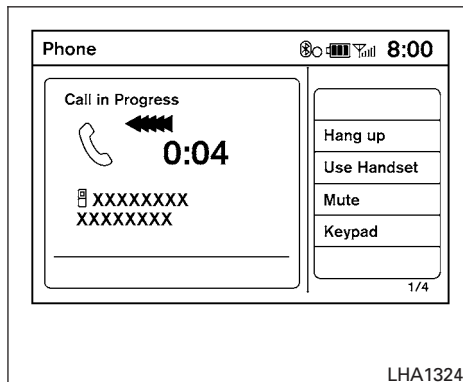 Phone 8:00
Call in Progress
0:04
XXXXXXXX
XXXXXXXX
Hang up
Use Handset
Mute
Keypad
1/4
LHA1324